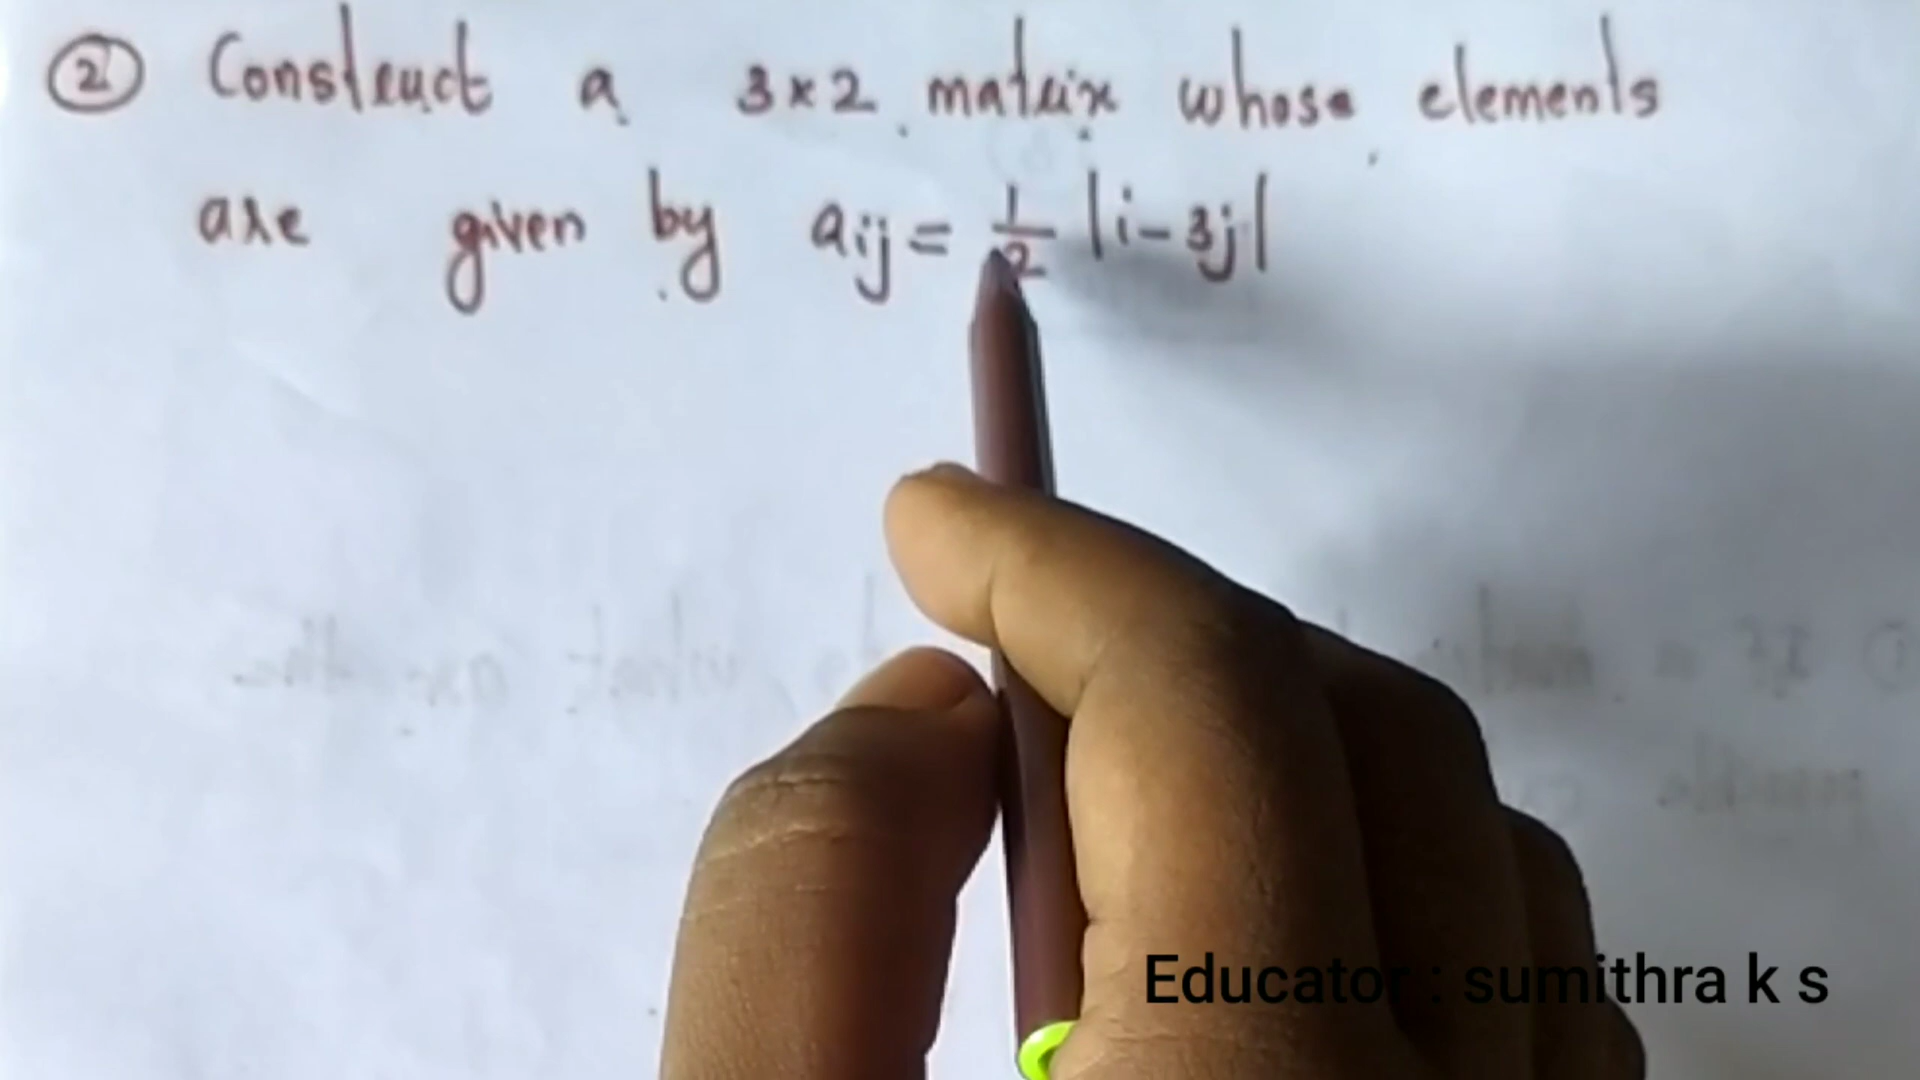 ② Construct a 3×2 matrix whose elements
are given by aij = 1/2 |i-3j|
Educator : sumithra k s